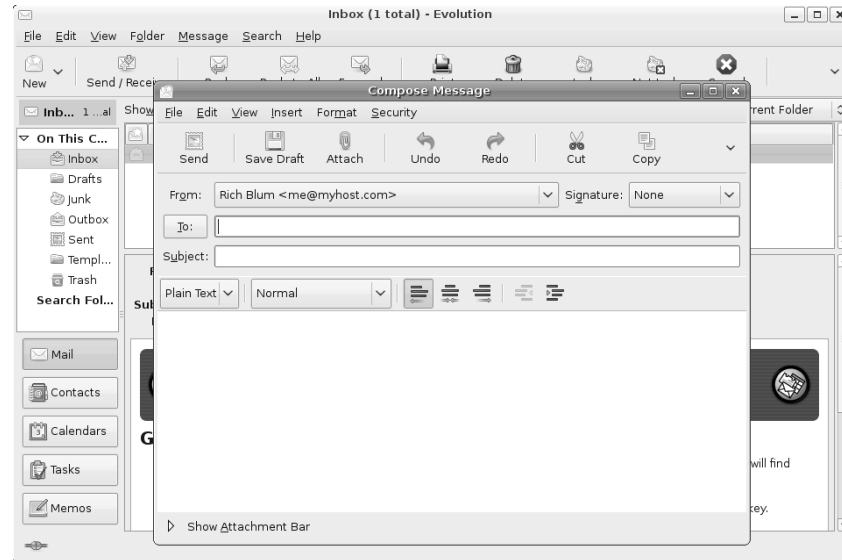 Inbox (1 total) - Evolution
File Edit View Folder Message Search Help
New Send / Recei
Compose Message
Inb... 1 ...al Show rrent Folder
File Edit View Insert Format Security
On This C...
Inbox
Drafts
Junk
Outbox
Sent
Templ...
Trash
Search Fol...
Send Save Draft Attach Undo Redo Cut Copy
From: Rich Blum <me@myhost.com> Signature: None
To:
Subject:
Plain Text Normal
Sub
Mail
Contacts
Calendars
Tasks
Memos
G
will find
key.
Show Attachment Bar